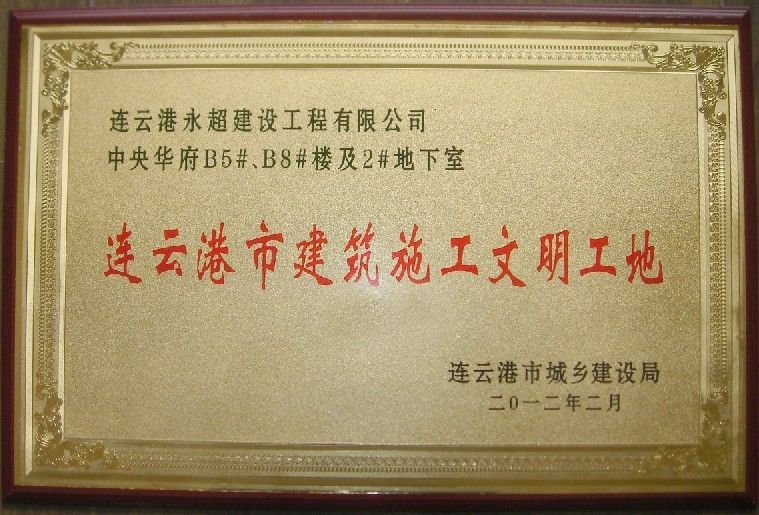 连云港永超建设工程有限公司
中央华府B5#、B8#楼及2#地下室
连云港市建筑施工文明工地
连云港市城乡建设局
二0一二年二月